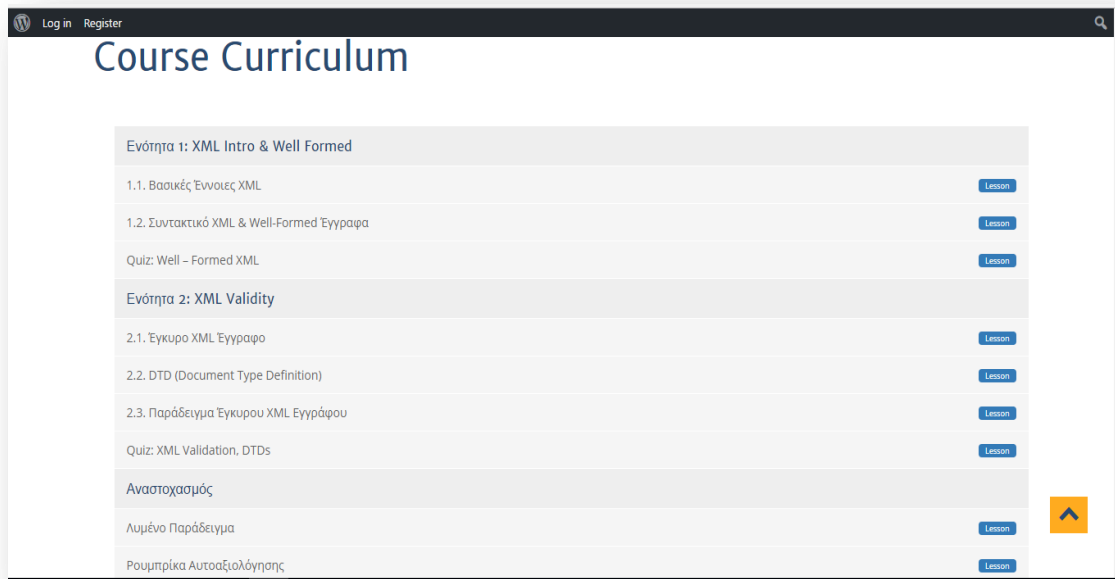 Log in Register
Course Curriculum
Ενότητα 1: XML Intro & Well Formed
1.1. Βασικές Έννοιες XML Lesson
1.2. Συντακτικό XML & Well-Formed Έγγραφα Lesson
Quiz: Well – Formed XML Lesson
Ενότητα 2: XML Validity
2.1. Έγκυρο XML Έγγραφο Lesson
2.2. DTD (Document Type Definition) Lesson
2.3. Παράδειγμα Έγκυρου XML Εγγράφου Lesson
Quiz: XML Validation, DTDs Lesson
Αναστοχασμός
Λυμένο Παράδειγμα Lesson
Ρουμπρίκα Αυτοαξιολόγησης Lesson